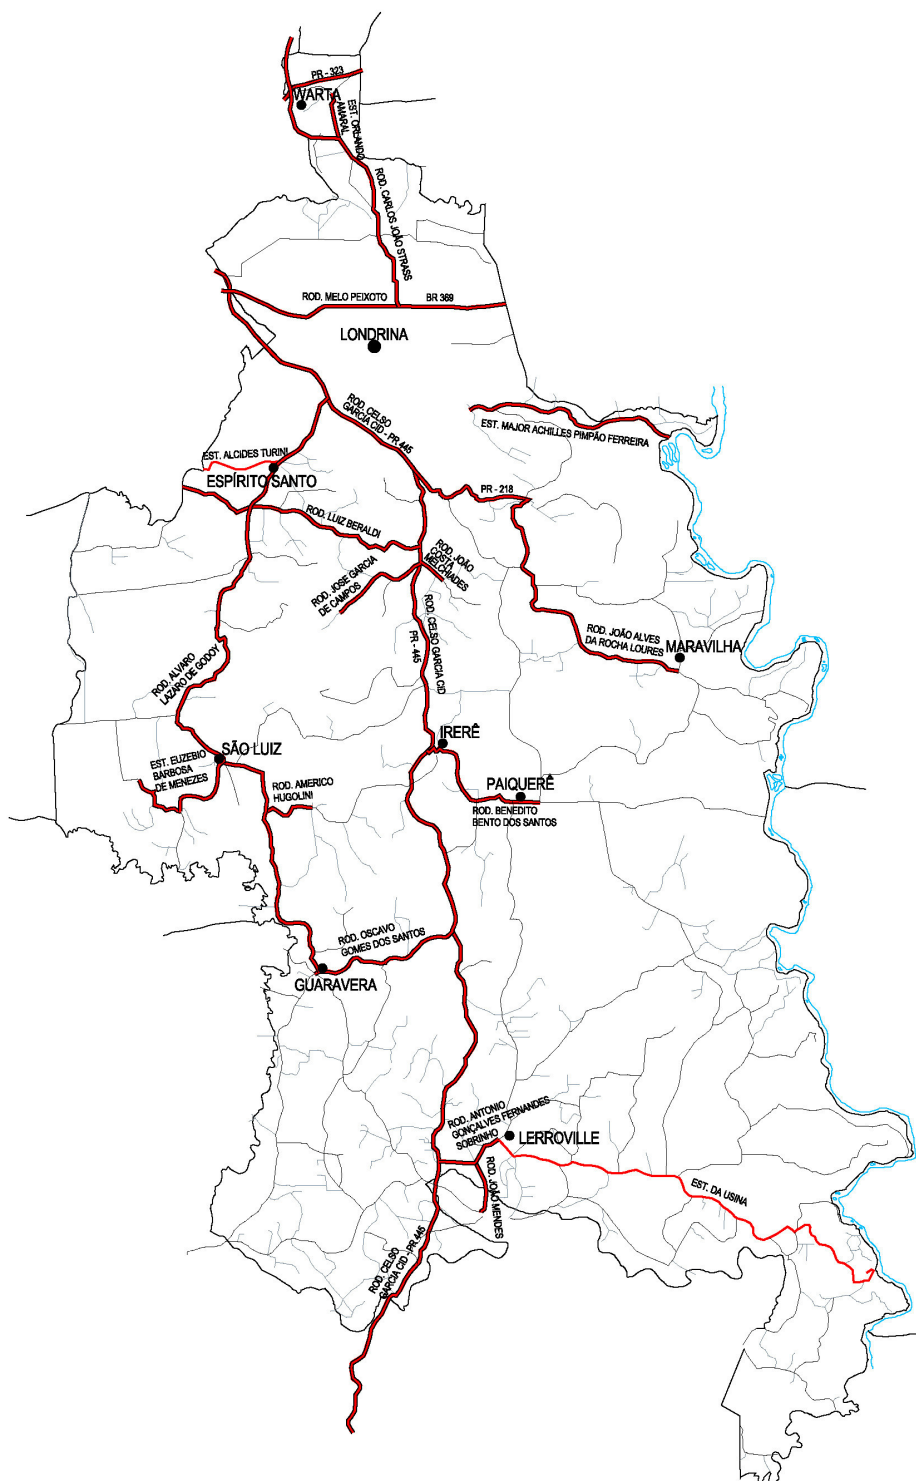 PR - 323
WARTA
EST. ORLANDO
AMARAL
ROD. CARLOS JOÃO STRASS
ROD. MELO PEIXOTO
BR 369
LONDRINA
ROD. CELSO
GARCIA CID - PR 445
EST. MAJOR ACHILLES PIMPÃO FERREIRA
EST. ALCIDES TURINI
ESPÍRITO SANTO
PR - 218
ROD. LUIZ BERALDI
ROD. JOÃO
COSTA
MELCHIADES
ROD. JOSE GARCIA
DE CAMPOS
ROD. CELSO GARCIA CID
PR - 445
ROD. JOÃO ALVES
DA ROCHA LOURES
MARAVILHA
ROD. ALVARO
LAZARO DE GODOY
IRERÊ
SÃO LUIZ
EST. EUZEBIO
BARBOSA
DE MENEZES
ROD. AMERICO
HUGOLINI
PAIQUERÊ
ROD. BENEDITO
BENTO DOS SANTOS
ROD. OSCAVO
GOMES DOS SANTOS
GUARAVERA
ROD. ANTONIO
GONÇALVES FERNANDES
SOBRINHO
LERROVILLE
ROD. JOÃO MENDES
EST. DA USINA
ROD. CELSO
GARCIA CID - PR 445